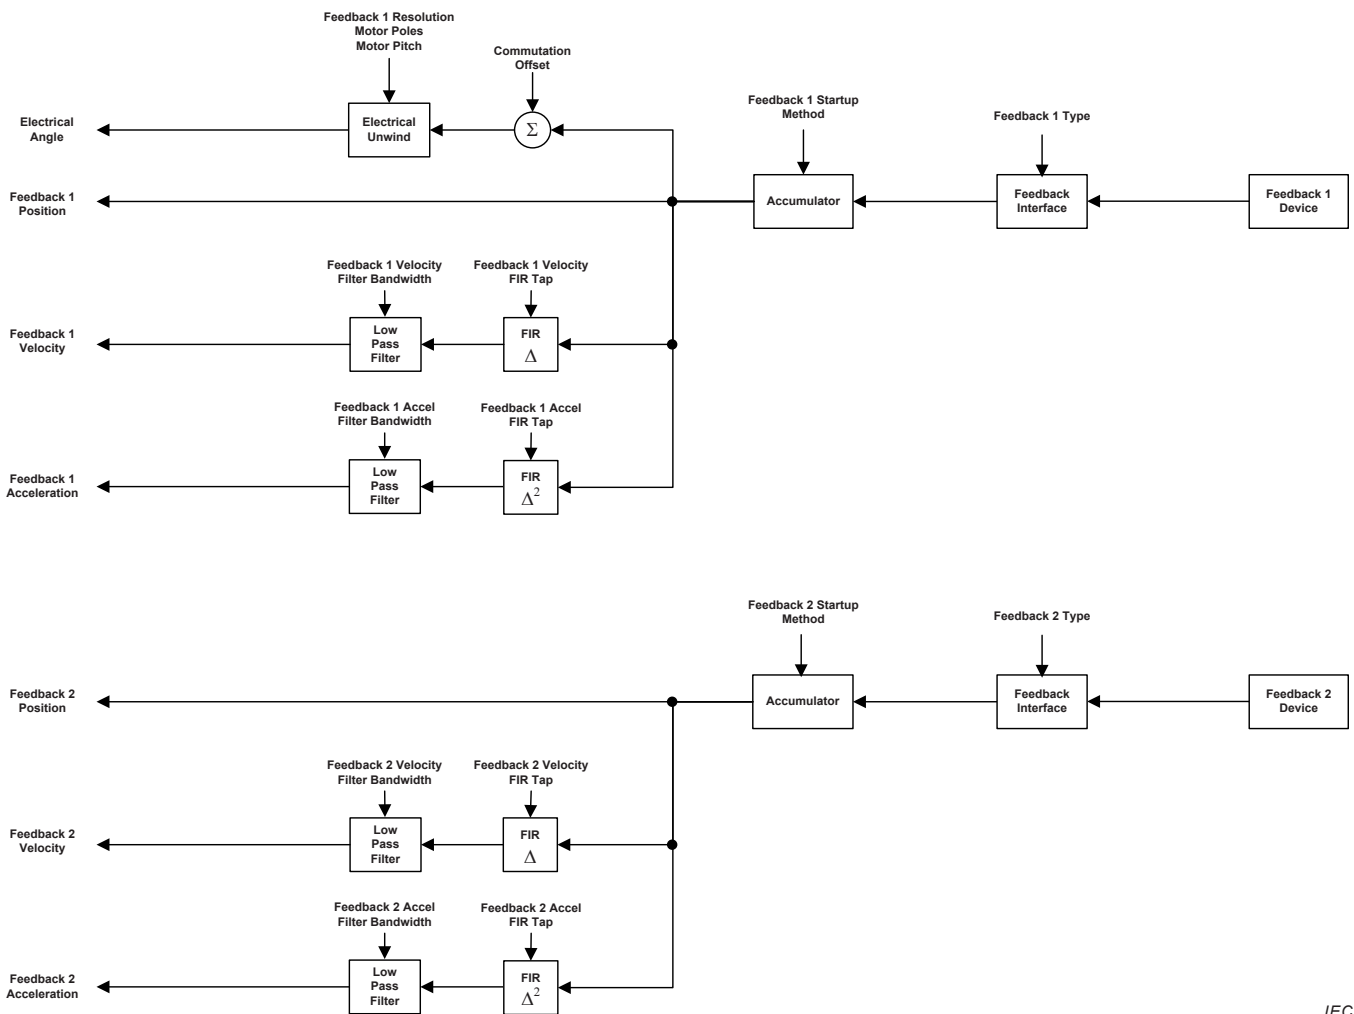 Feedback 1 Resolution
Motor Poles
Motor Pitch
Commutation
Offset
Feedback 1 Startup
Method
Feedback 1 Type
Electrical
Angle
Electrical
Unwind
Σ
Feedback 1
Position
Accumulator
Feedback
Interface
Feedback 1
Device
Feedback 1 Velocity
Filter Bandwidth
Feedback 1 Velocity
FIR Tap
Feedback 1
Velocity
Low
Pass
Filter
FIR
Δ
Feedback 1 Accel
Filter Bandwidth
Feedback 1 Accel
FIR Tap
Feedback 1
Acceleration
Low
Pass
Filter
FIR
Δ²
Feedback 2 Startup
Method
Feedback 2 Type
Feedback 2
Position
Accumulator
Feedback
Interface
Feedback 2
Device
Feedback 2 Velocity
Filter Bandwidth
Feedback 2 Velocity
FIR Tap
Feedback 2
Velocity
Low
Pass
Filter
FIR
Δ
Feedback 2 Accel
Filter Bandwidth
Feedback 2 Accel
FIR Tap
Feedback 2
Acceleration
Low
Pass
Filter
FIR
Δ²
IEC